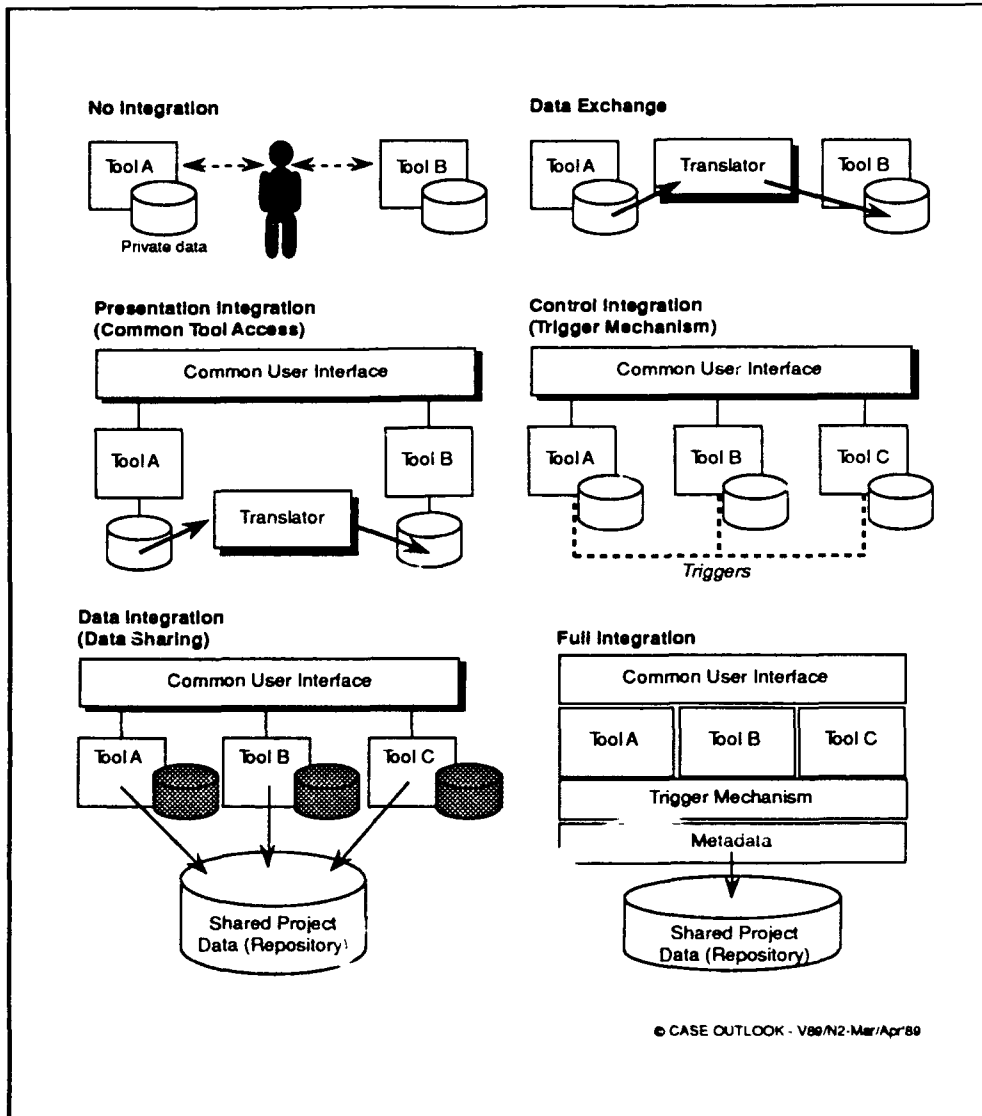 No Integration
Tool A
Tool B
Private data
Data Exchange
Tool A
Translator
Tool B
Presentation Integration
(Common Tool Access)
Common User Interface
Tool A
Tool B
Translator
Control Integration
(Trigger Mechanism)
Common User Interface
Tool A
Tool B
Tool C
Triggers
Data Integration
(Data Sharing)
Common User Interface
Tool A
Tool B
Tool C
Shared Project
Data (Repository)
Full Integration
Common User Interface
Tool A
Tool B
Tool C
Trigger Mechanism
Metadata
Shared Project
Data (Repository)
© CASE OUTLOOK - V89/N2-Mar/Apr'89